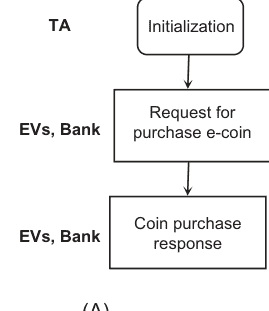 TA
Initialization
Request for
purchase e-coin
EVs, Bank
Coin purchase
response
EVs, Bank
(A)